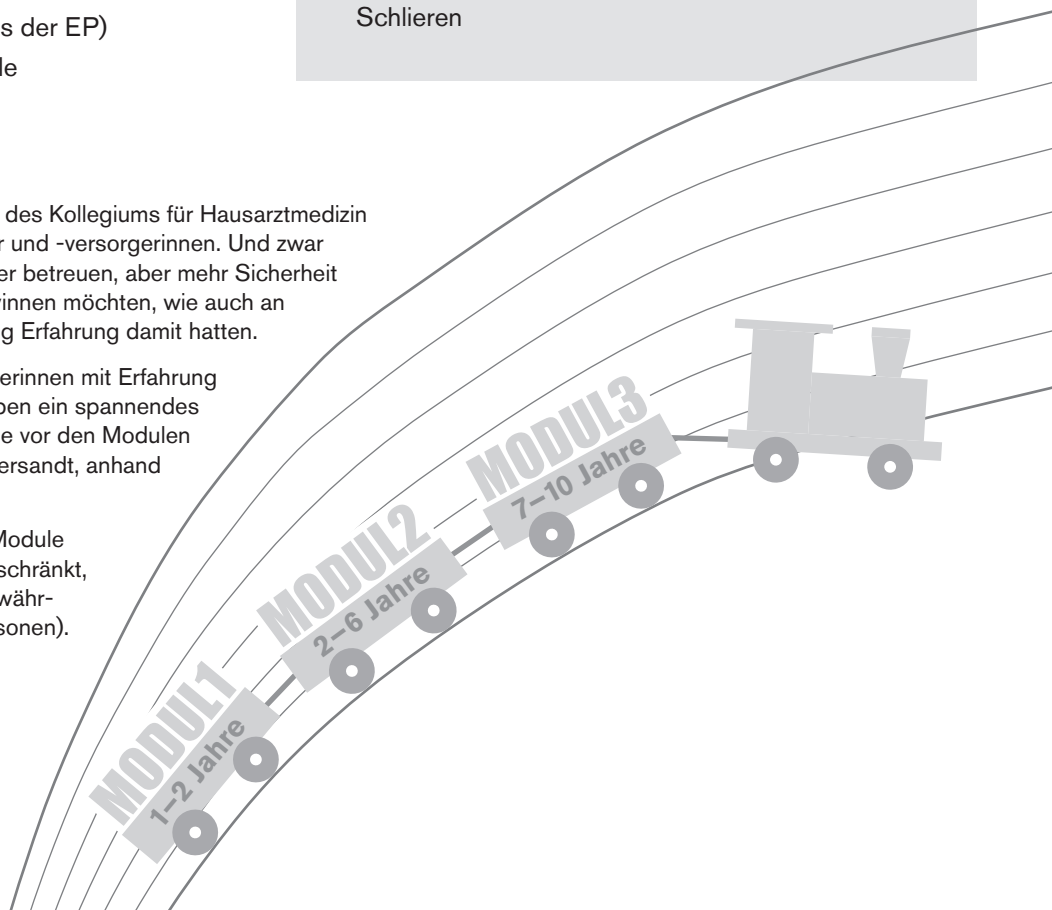 s der EP)
le
Schlieren
des Kollegiums für Hausarztmedizin
r und -versorgerinnen. Und zwar
er betreuen, aber mehr Sicherheit
winnen möchten, wie auch an
g Erfahrung damit hatten.
erinnen mit Erfahrung
ben ein spannendes
e vor den Modulen
ersandt, anhand
Module
schränkt,
währ-
sonen).
MODUL1
1–2 Jahre
MODUL2
2–6 Jahre
MODUL3
7–10 Jahre